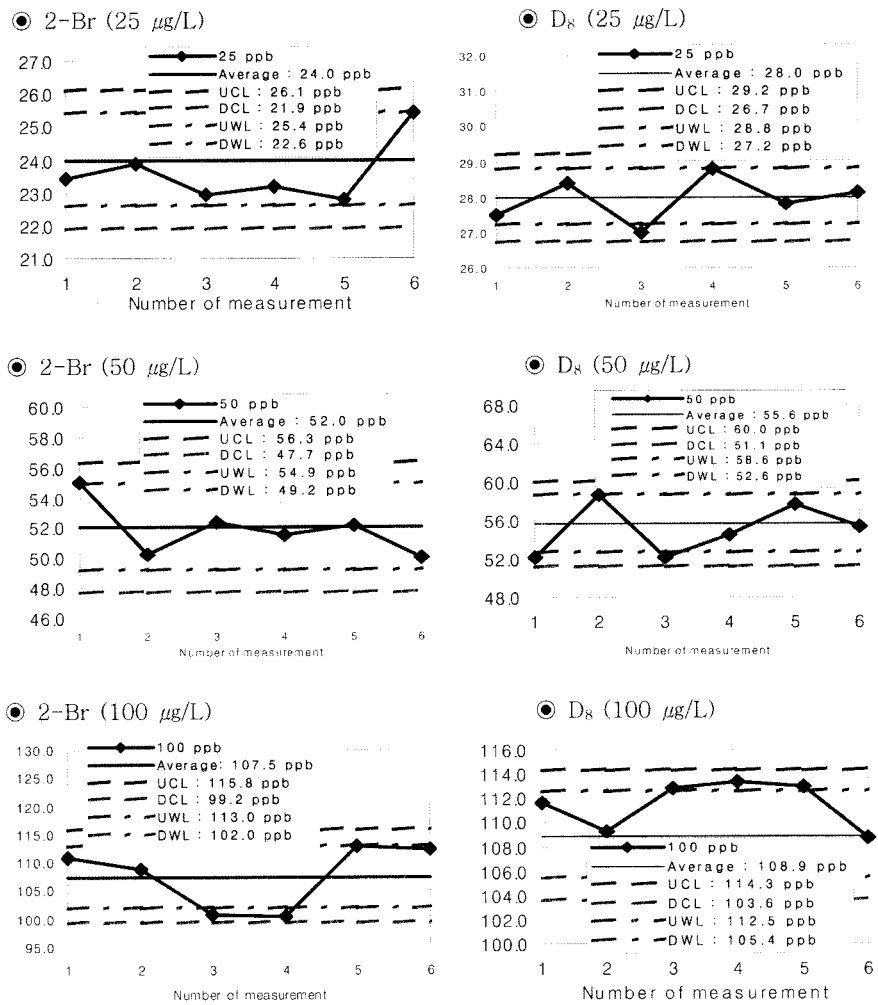 ◉ 2-Br (25 μg/L)
27.0
26.0
25.0
24.0
23.0
22.0
21.0
25 ppb
Average : 24.0 ppb
UCL : 26.1 ppb
DCL : 21.9 ppb
UWL : 25.4 ppb
DWL : 22.6 ppb
1 2 3 4 5 6
Number of measurement
◉ D₈ (25 μg/L)
32.0
31.0
30.0
29.0
28.0
27.0
26.0
25 ppb
Average : 28.0 ppb
UCL : 29.2 ppb
DCL : 26.7 ppb
UWL : 28.8 ppb
DWL : 27.2 ppb
1 2 3 4 5 6
Number of measurement
◉ 2-Br (50 μg/L)
60.0
58.0
56.0
54.0
52.0
50.0
48.0
46.0
50 ppb
Average : 52.0 ppb
UCL : 56.3 ppb
DCL : 47.7 ppb
UWL : 54.9 ppb
DWL : 49.2 ppb
1 2 3 4 5 6
Number of measurement
◉ D₈ (50 μg/L)
68.0
64.0
60.0
56.0
52.0
48.0
50 ppb
Average : 55.6 ppb
UCL : 60.0 ppb
DCL : 51.1 ppb
UWL : 58.6 ppb
DWL : 52.6 ppb
1 2 3 4 5 6
Number of measurement
◉ 2-Br (100 μg/L)
130.0
125.0
120.0
115.0
110.0
105.0
100.0
95.0
100 ppb
Average: 107.5 ppb
UCL : 115.8 ppb
DCL : 99.2 ppb
UWL : 113.0 ppb
DWL : 102.0 ppb
1 2 3 4 5 6
Number of measurement
◉ D₈ (100 μg/L)
116.0
114.0
112.0
110.0
108.0
106.0
104.0
102.0
100.0
100 ppb
Average : 108.9 ppb
UCL : 114.3 ppb
DCL : 103.6 ppb
UWL : 112.5 ppb
DWL : 105.4 ppb
1 2 3 4 5 6
Number of measurement